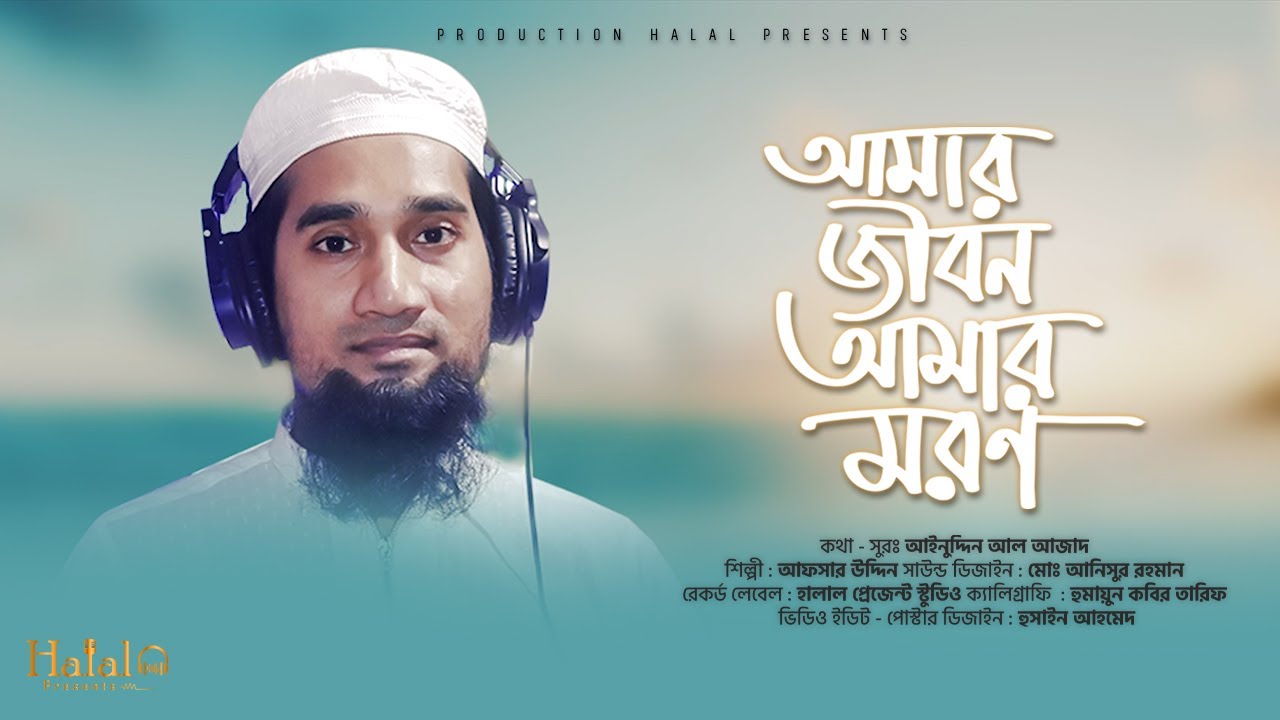 PRODUCTION HALAL PRESENTS
আমার
জীবন
আমার
মরণ
কথা - সুরঃ আইনুদ্দিন আল আজাদ
শিল্পী : আফসার উদ্দিন সাউন্ড ডিজাইন : মোঃ আনিসুর রহমান
রেকর্ড লেবেল : হালাল প্রেজেন্ট স্টুডিও ক্যালিগ্রাফি : হুমায়ুন কবির তারিফ
ভিডিও ইডিট - পোস্টার ডিজাইন : হুসাইন আহমেদ
Halal
Presents